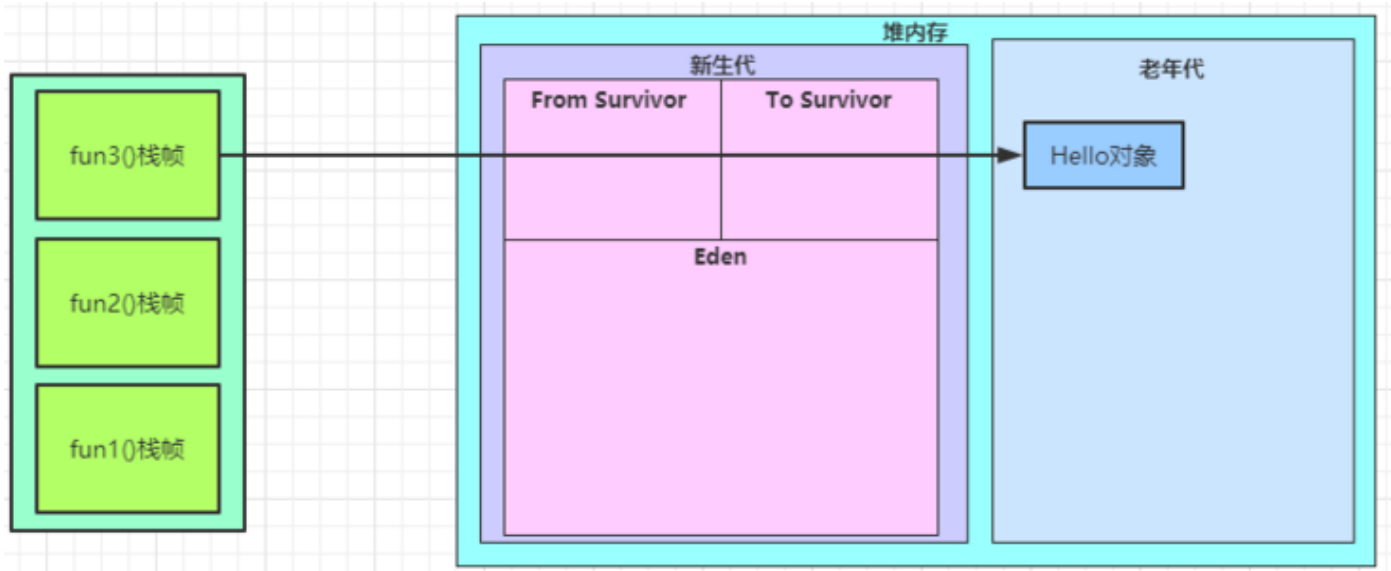 堆内存
新生代
老年代
From Survivor
To Survivor
fun3()栈帧
Hello对象
Eden
fun2()栈帧
fun1()栈帧